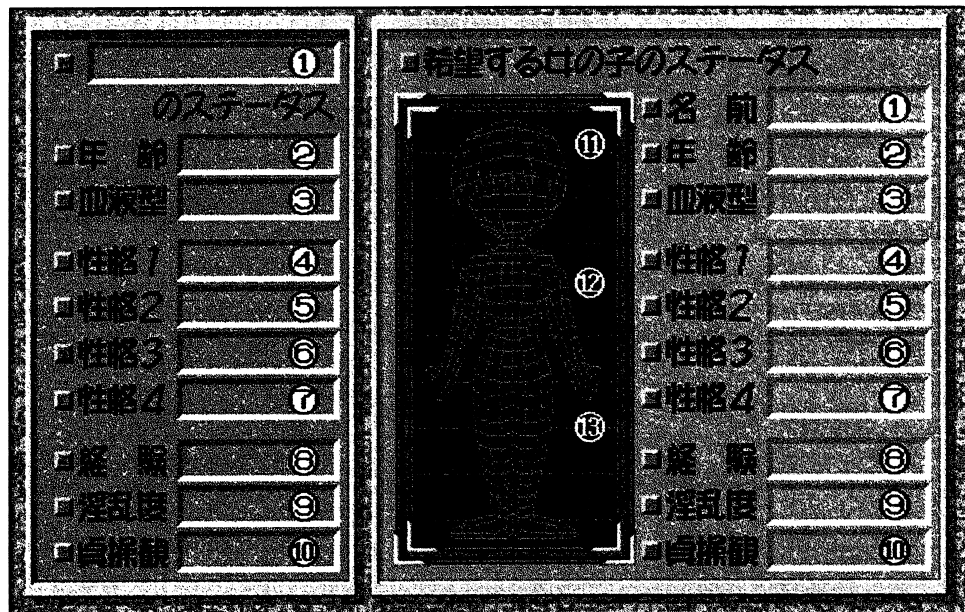 ①
のステータス
年 齢 ②
血液型 ③
性格1 ④
性格2 ⑤
性格3 ⑥
性格4 ⑦
経 験 ⑧
淫乱度 ⑨
貞操観 ⑩
希望する女の子のステータス
⑪
⑫
⑬
名 前 ①
年 齢 ②
血液型 ③
性格1 ④
性格2 ⑤
性格3 ⑥
性格4 ⑦
経 験 ⑧
淫乱度 ⑨
貞操観 ⑩